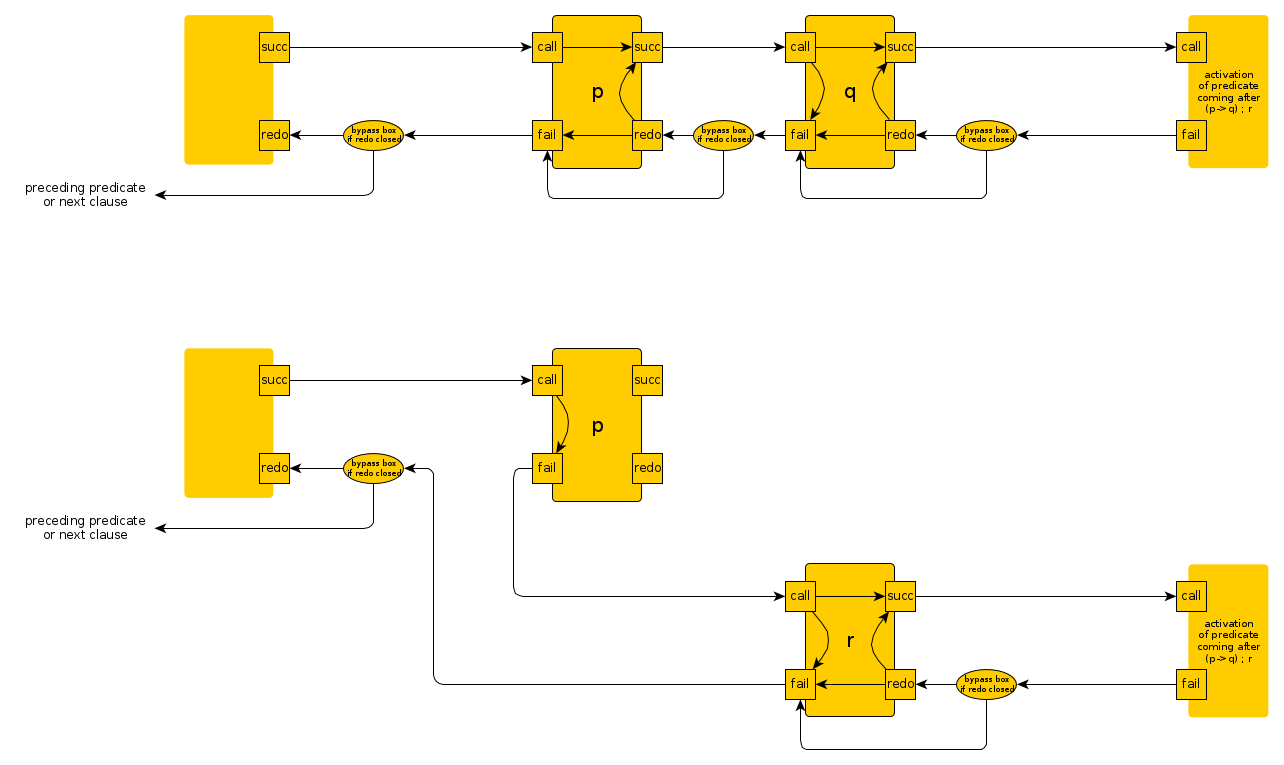 succ
call
succ
call
succ
call
p
q
activation
of predicate
coming after
(p->q) ; r
redo
bypass box
if redo closed
fail
redo
bypass box
if redo closed
fail
redo
bypass box
if redo closed
fail
preceding predicate
or next clause
succ
call
succ
p
redo
bypass box
if redo closed
fail
redo
preceding predicate
or next clause
call
succ
call
r
activation
of predicate
coming after
(p->q) ; r
fail
redo
bypass box
if redo closed
fail